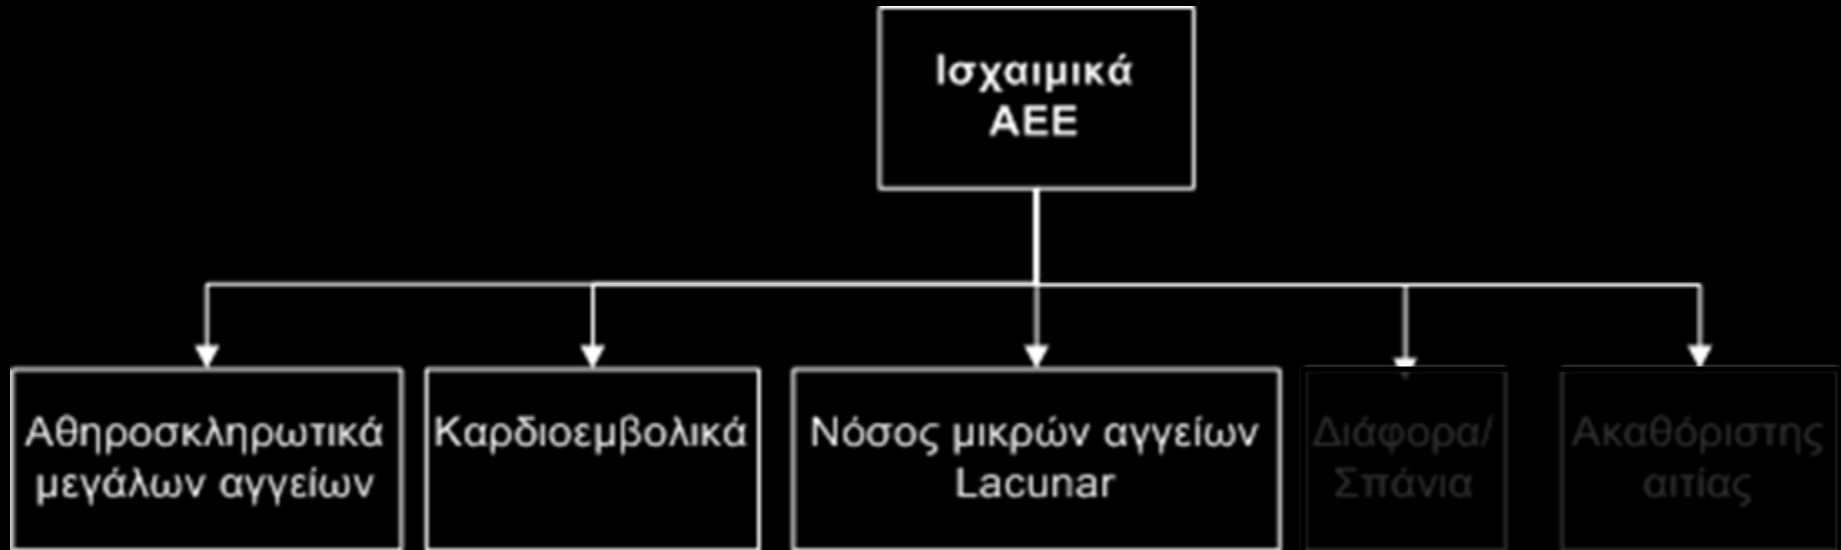 Ισχαιμικά
ΑΕΕ
Αθηροσκληρωτικά
μεγάλων αγγείων
Καρδιοεμβολικά
Νόσος μικρών αγγείων
Lacunar
Διάφορα/
Σπάνια
Ακαθόριστης
αιτίας